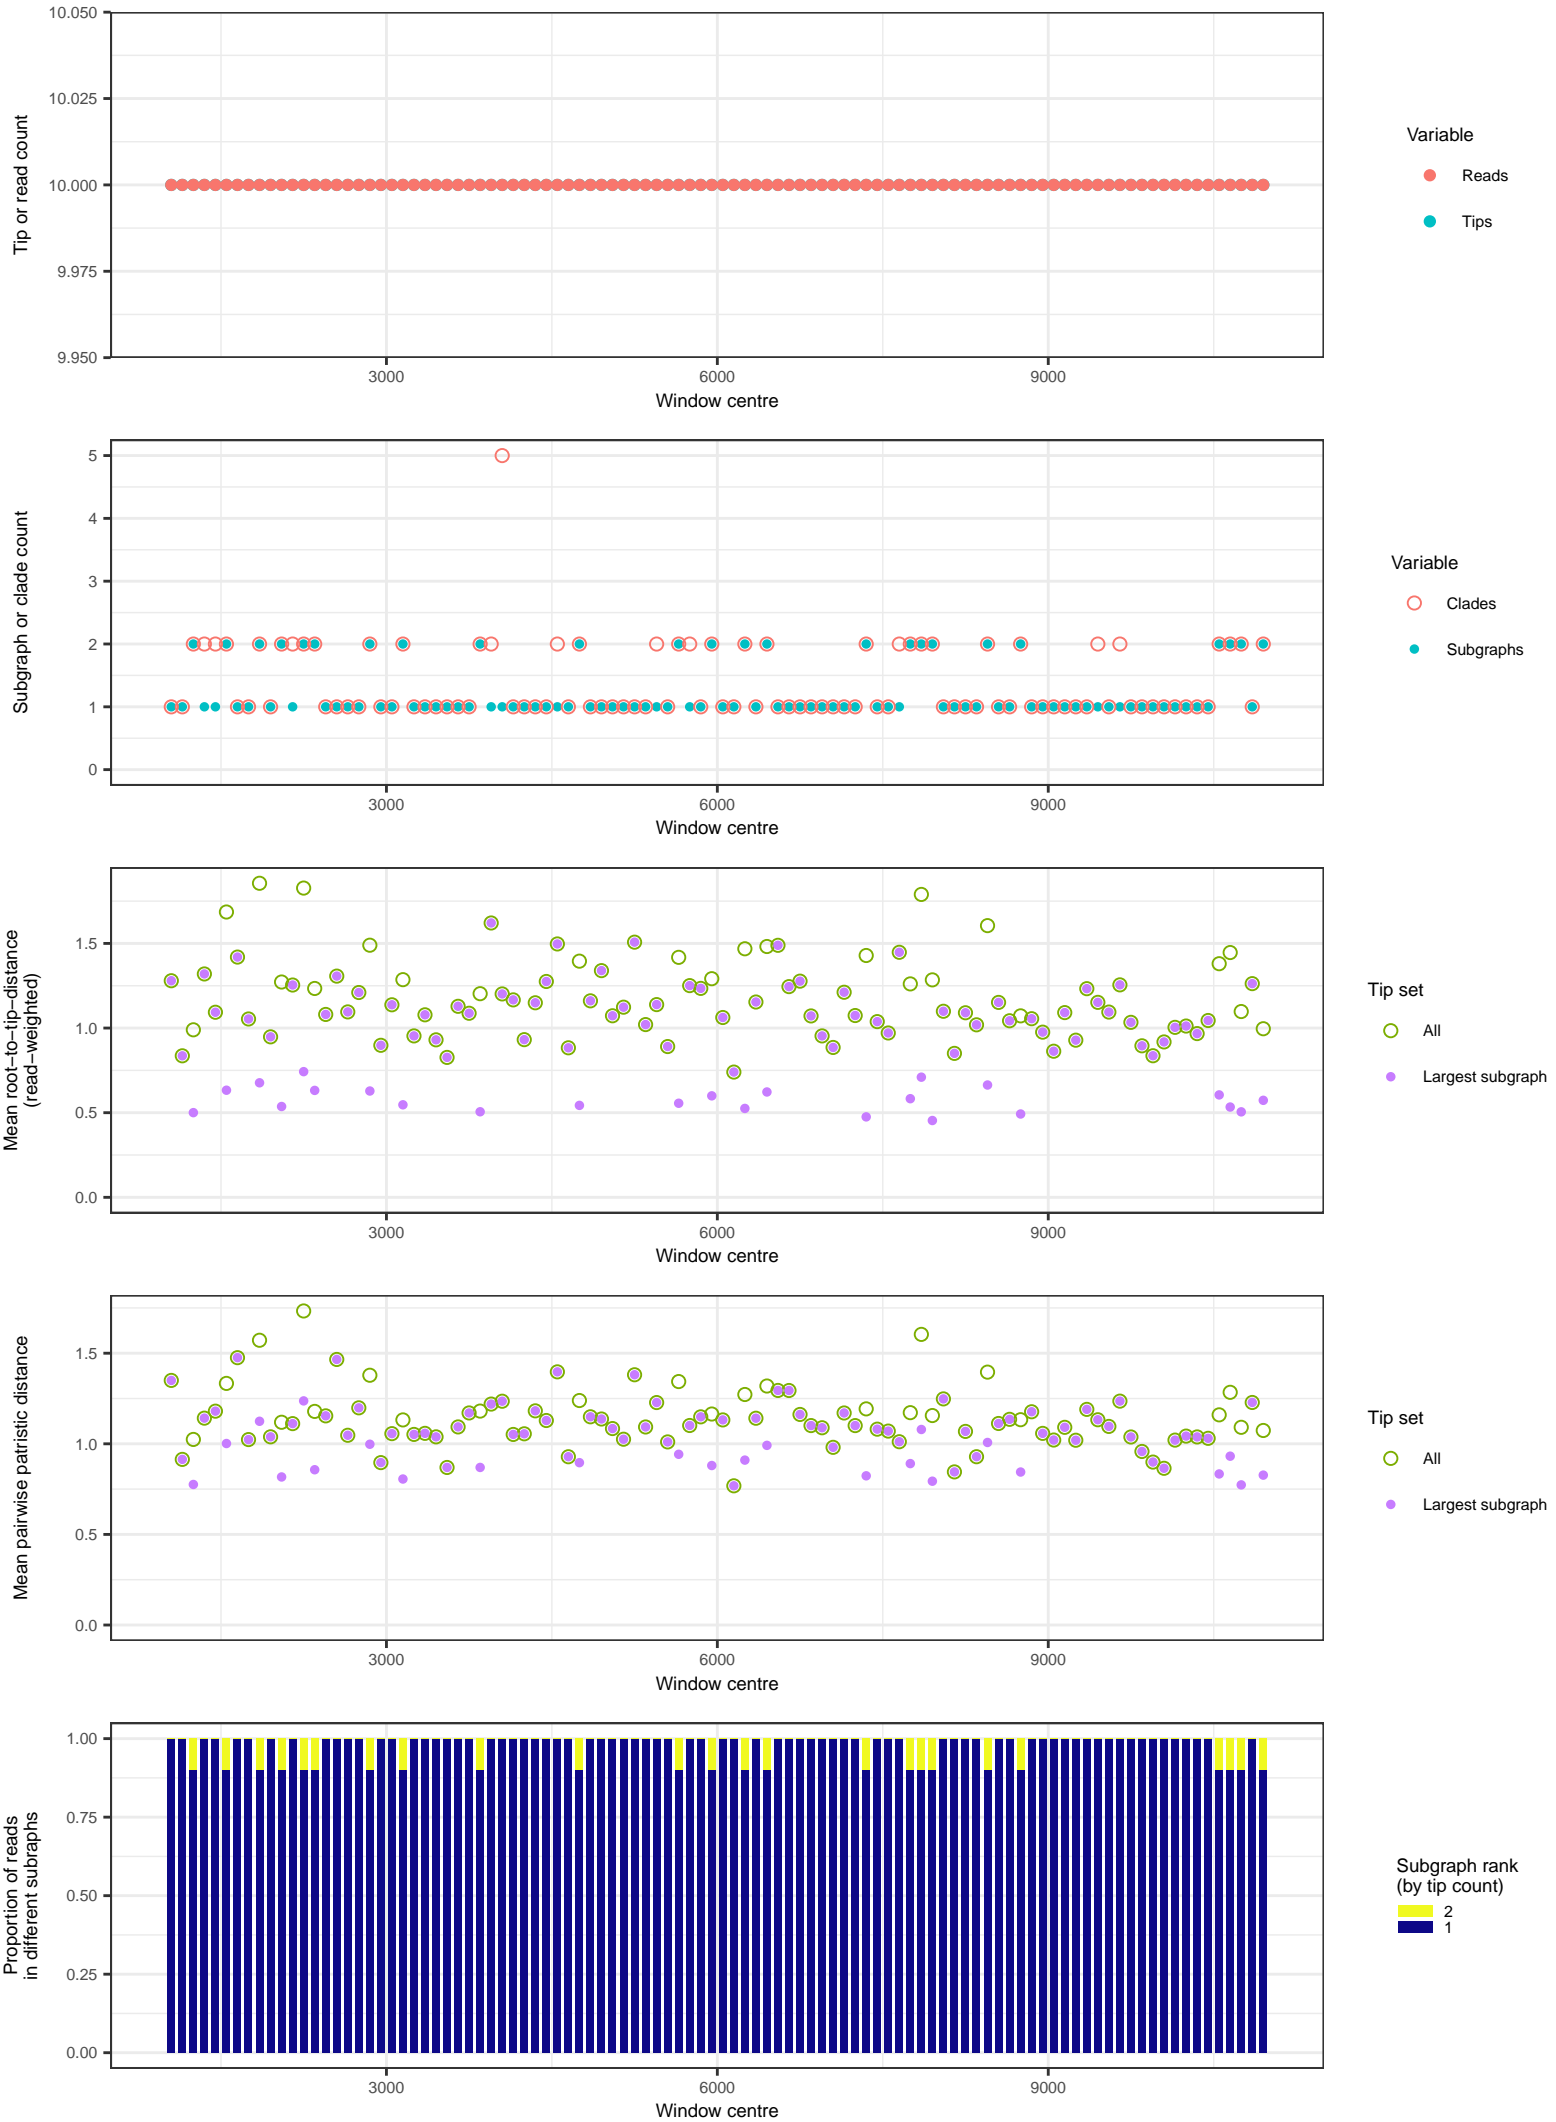 10.050
10.025
10.000
9.975
9.950
Tip or read count
3000
6000
9000
Window centre
Variable
Reads
Tips
5
4
3
2
1
0
Subgraph or clade count
3000
6000
9000
Window centre
Variable
Clades
Subgraphs
1.5
1.0
0.5
0.0
Mean root−to−tip−distance
(read−weighted)
3000
6000
9000
Window centre
Tip set
All
Largest subgraph
1.5
1.0
0.5
0.0
Mean pairwise patristic distance
3000
6000
9000
Window centre
Tip set
All
Largest subgraph
1.00
0.75
0.50
0.25
0.00
Proportion of reads
in different subraphs
3000
6000
9000
Window centre
Subgraph rank
(by tip count)
2
1